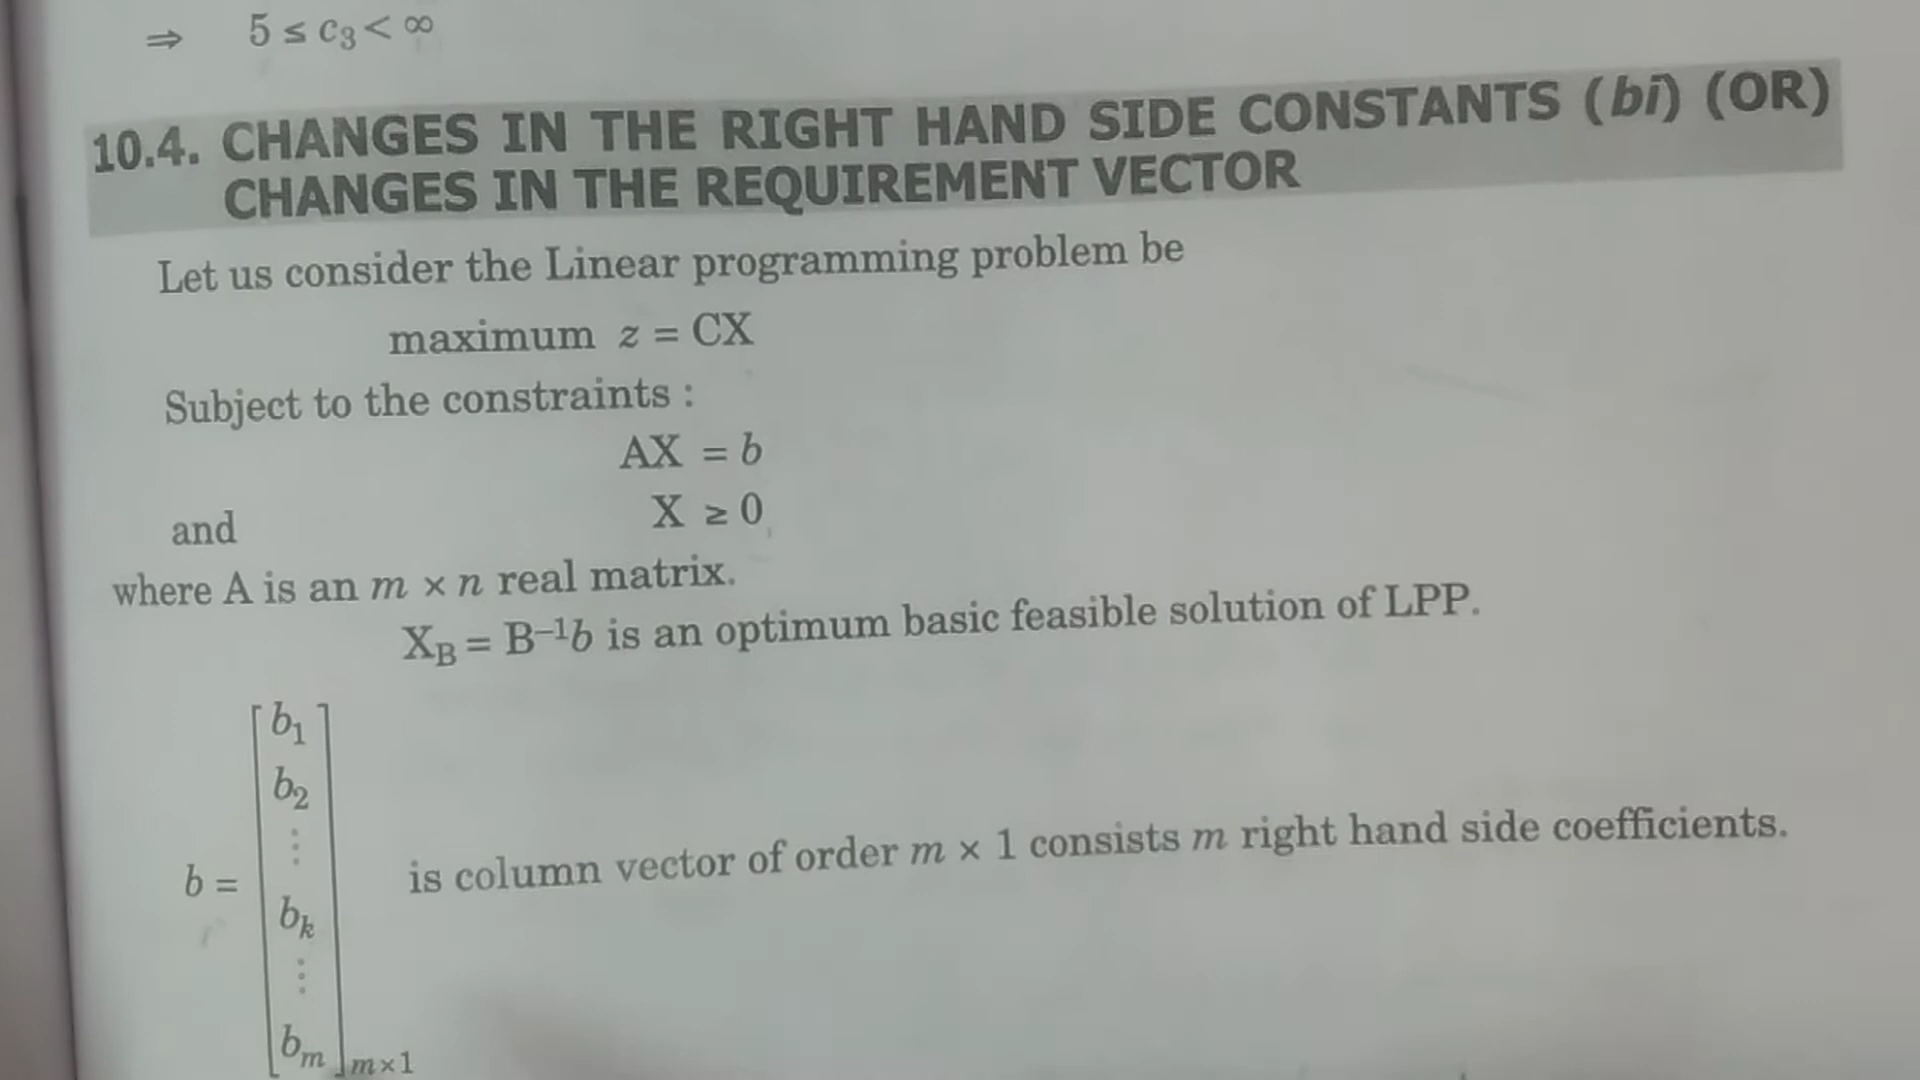 ⇒ 5 ≤ c₃ < ∞
10.4. CHANGES IN THE RIGHT HAND SIDE CONSTANTS (bi) (OR)
CHANGES IN THE REQUIREMENT VECTOR
Let us consider the Linear programming problem be
maximum z = CX
Subject to the constraints :
AX = b
and X ≥ 0
where A is an m × n real matrix.
X_B = B⁻¹b is an optimum basic feasible solution of LPP.
b₁
b₂
⋮
b = is column vector of order m × 1 consists m right hand side coefficients.
bₖ
⋮
bₘ m×1